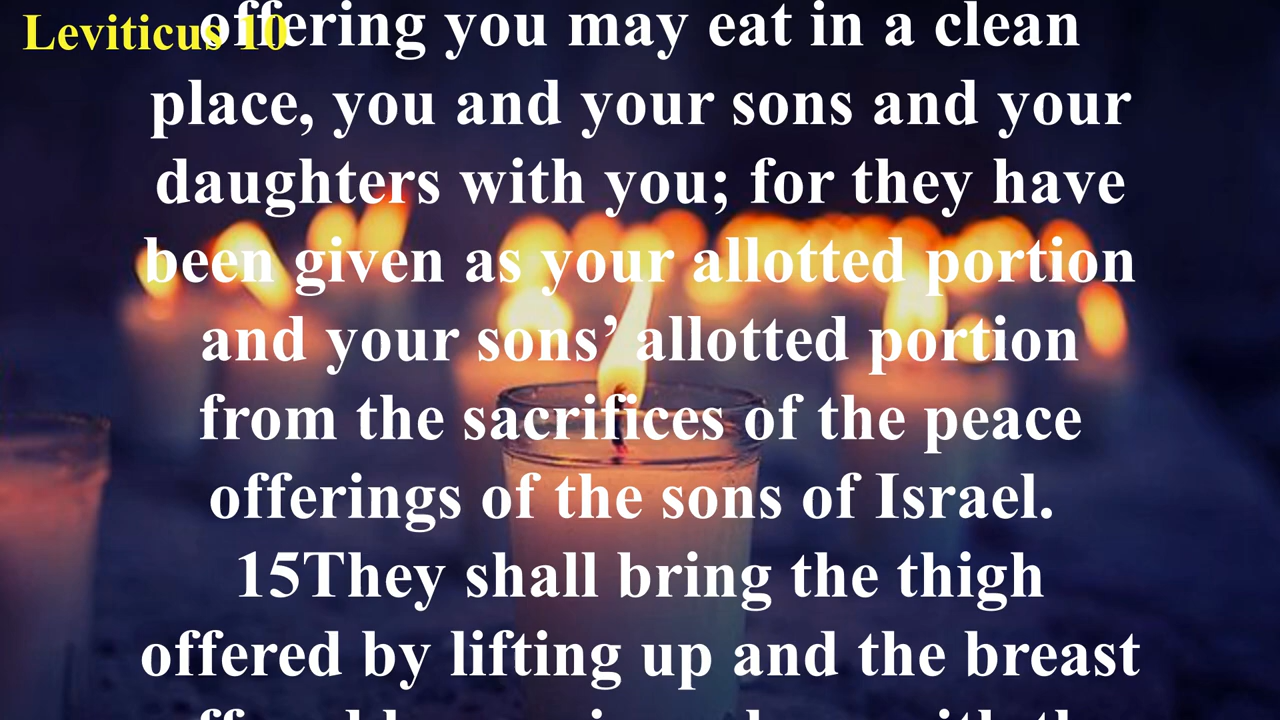 Leviticus 10
offering you may eat in a clean
place, you and your sons and your
daughters with you; for they have
been given as your allotted portion
and your sons’ allotted portion
from the sacrifices of the peace
offerings of the sons of Israel.
15They shall bring the thigh
offered by lifting up and the breast